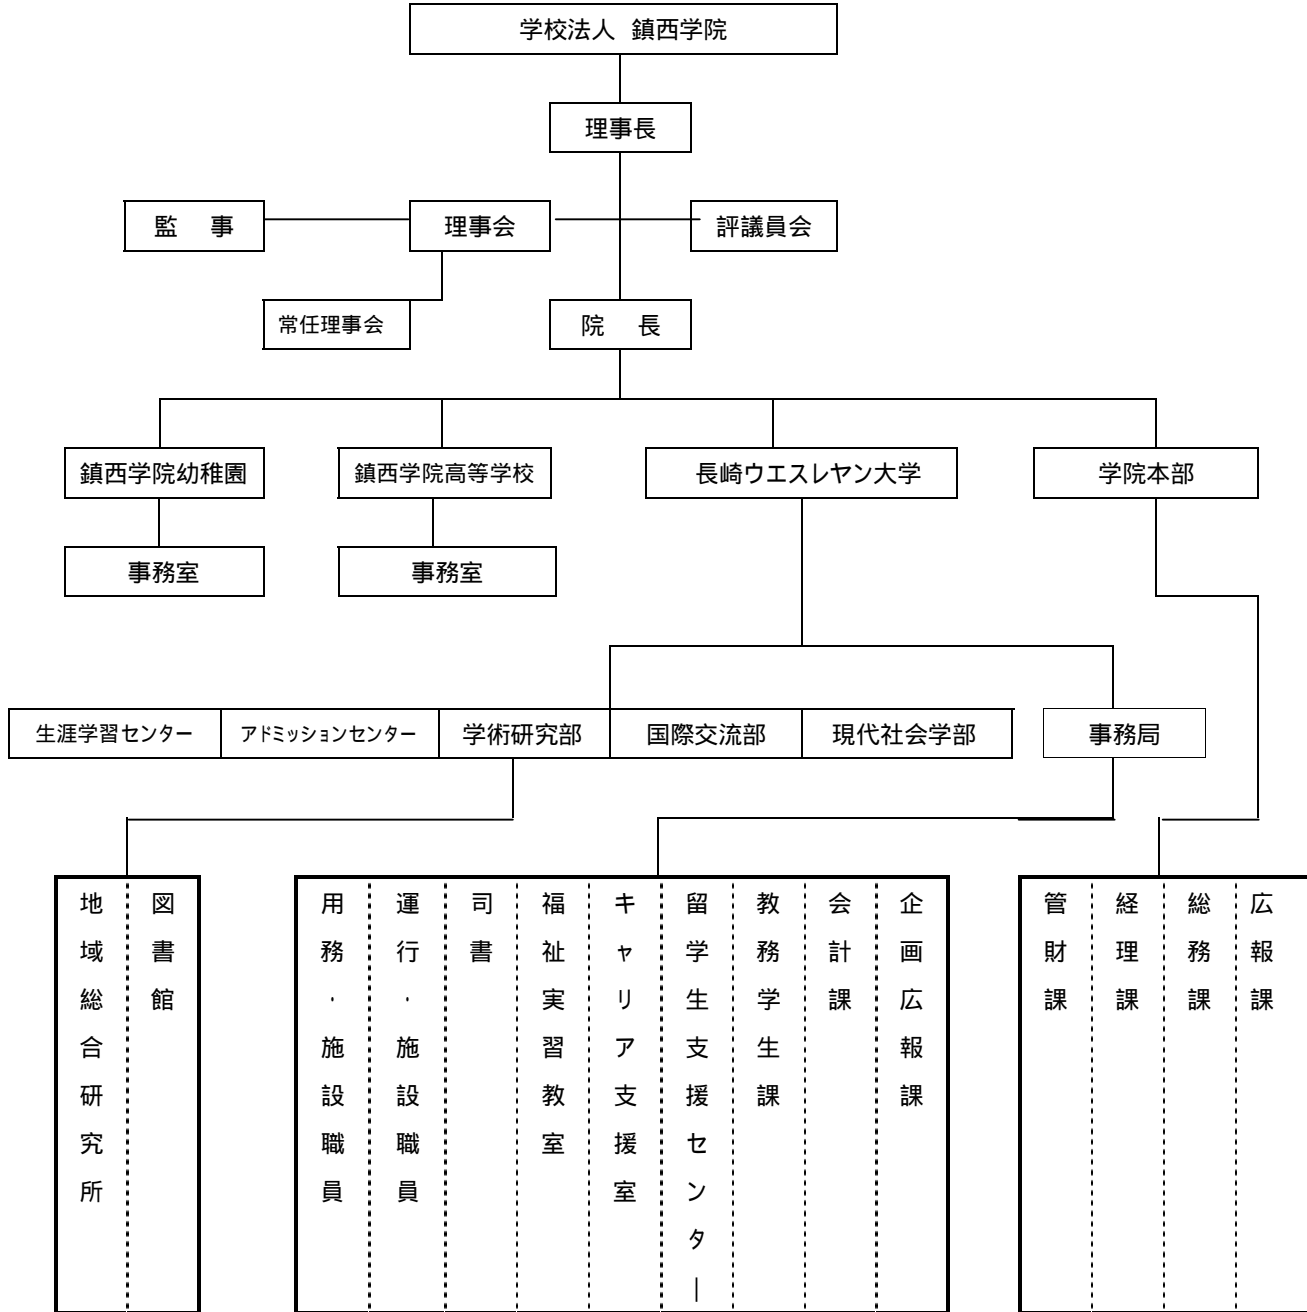 学校法人 鎮西学院
理事長
監 事
理事会
評議員会
常任理事会
院 長
鎮西学院幼稚園
鎮西学院高等学校
長崎ウエスレヤン大学
学院本部
事務室
事務室
生涯学習センター
アドミッションセンター
学術研究部
国際交流部
現代社会学部
事務局
地域総合研究所
図書館
用務・施設職員
運行・施設職員
司書
福祉実習教室
キャリア支援室
留学生支援センター
教務学生課
会計課
企画広報課
管財課
経理課
総務課
広報課